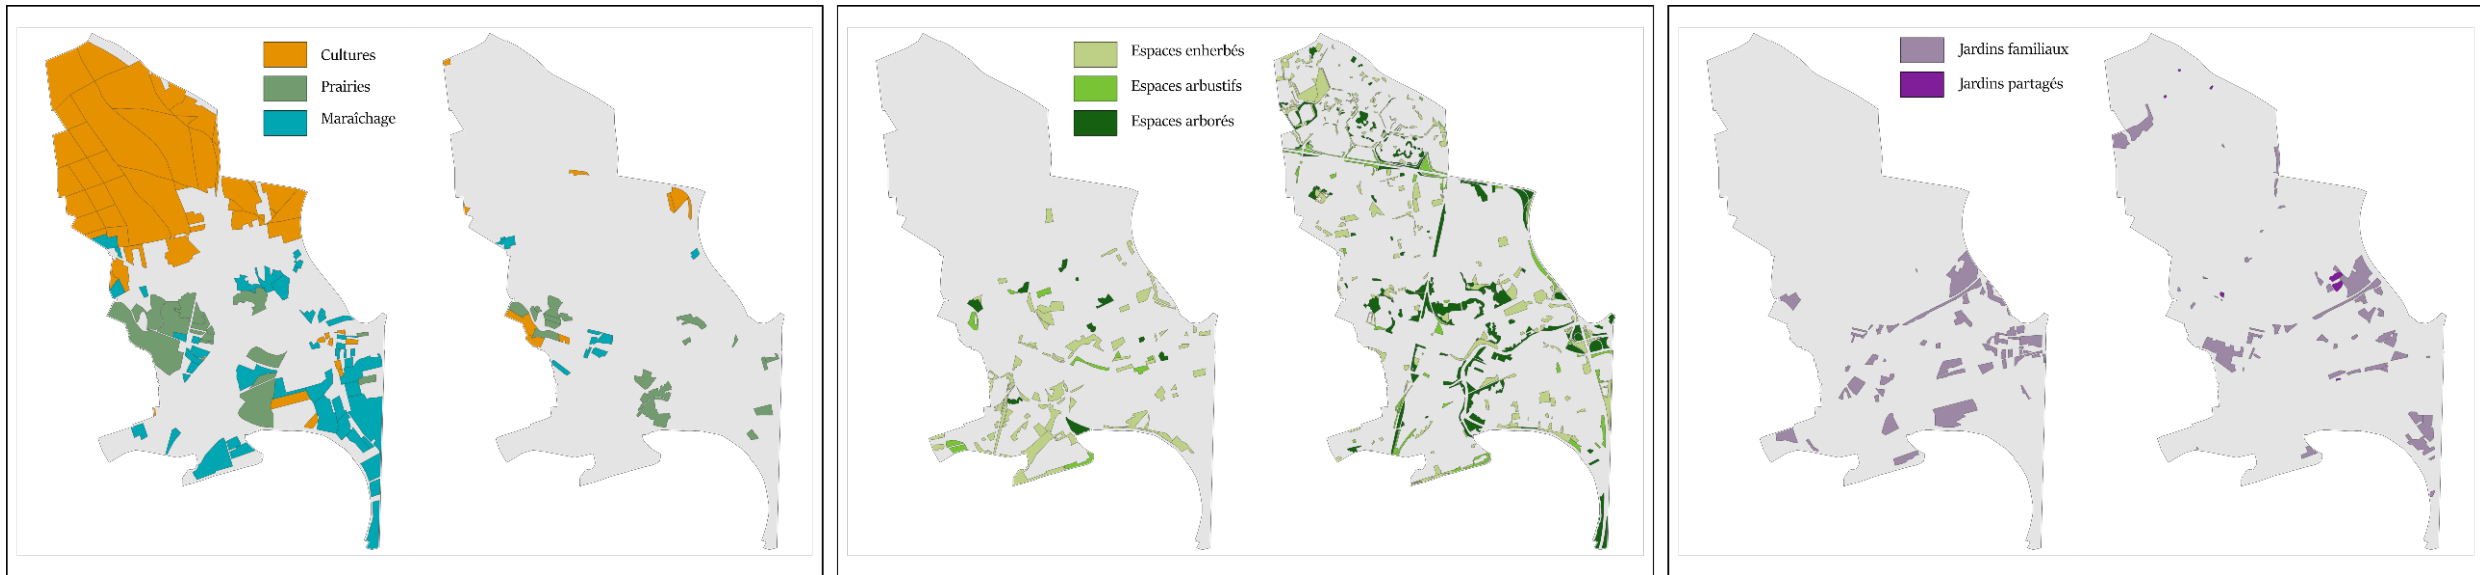 Cultures
Prairies
Maraîchage
Espaces enherbés
Espaces arbustifs
Espaces arborés
Jardins familiaux
Jardins partagés